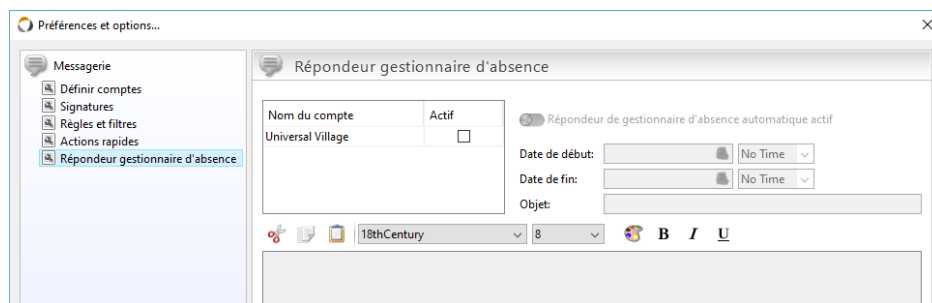 Préférences et options...
Messagerie
Définir comptes
Signatures
Règles et filtres
Actions rapides
Répondeur gestionnaire d'absence
Répondeur gestionnaire d'absence
Nom du compte Actif
Universal Village
Répondeur de gestionnaire d'absence automatique actif
Date de début: No Time
Date de fin: No Time
Objet:
18thCentury 8 B I U